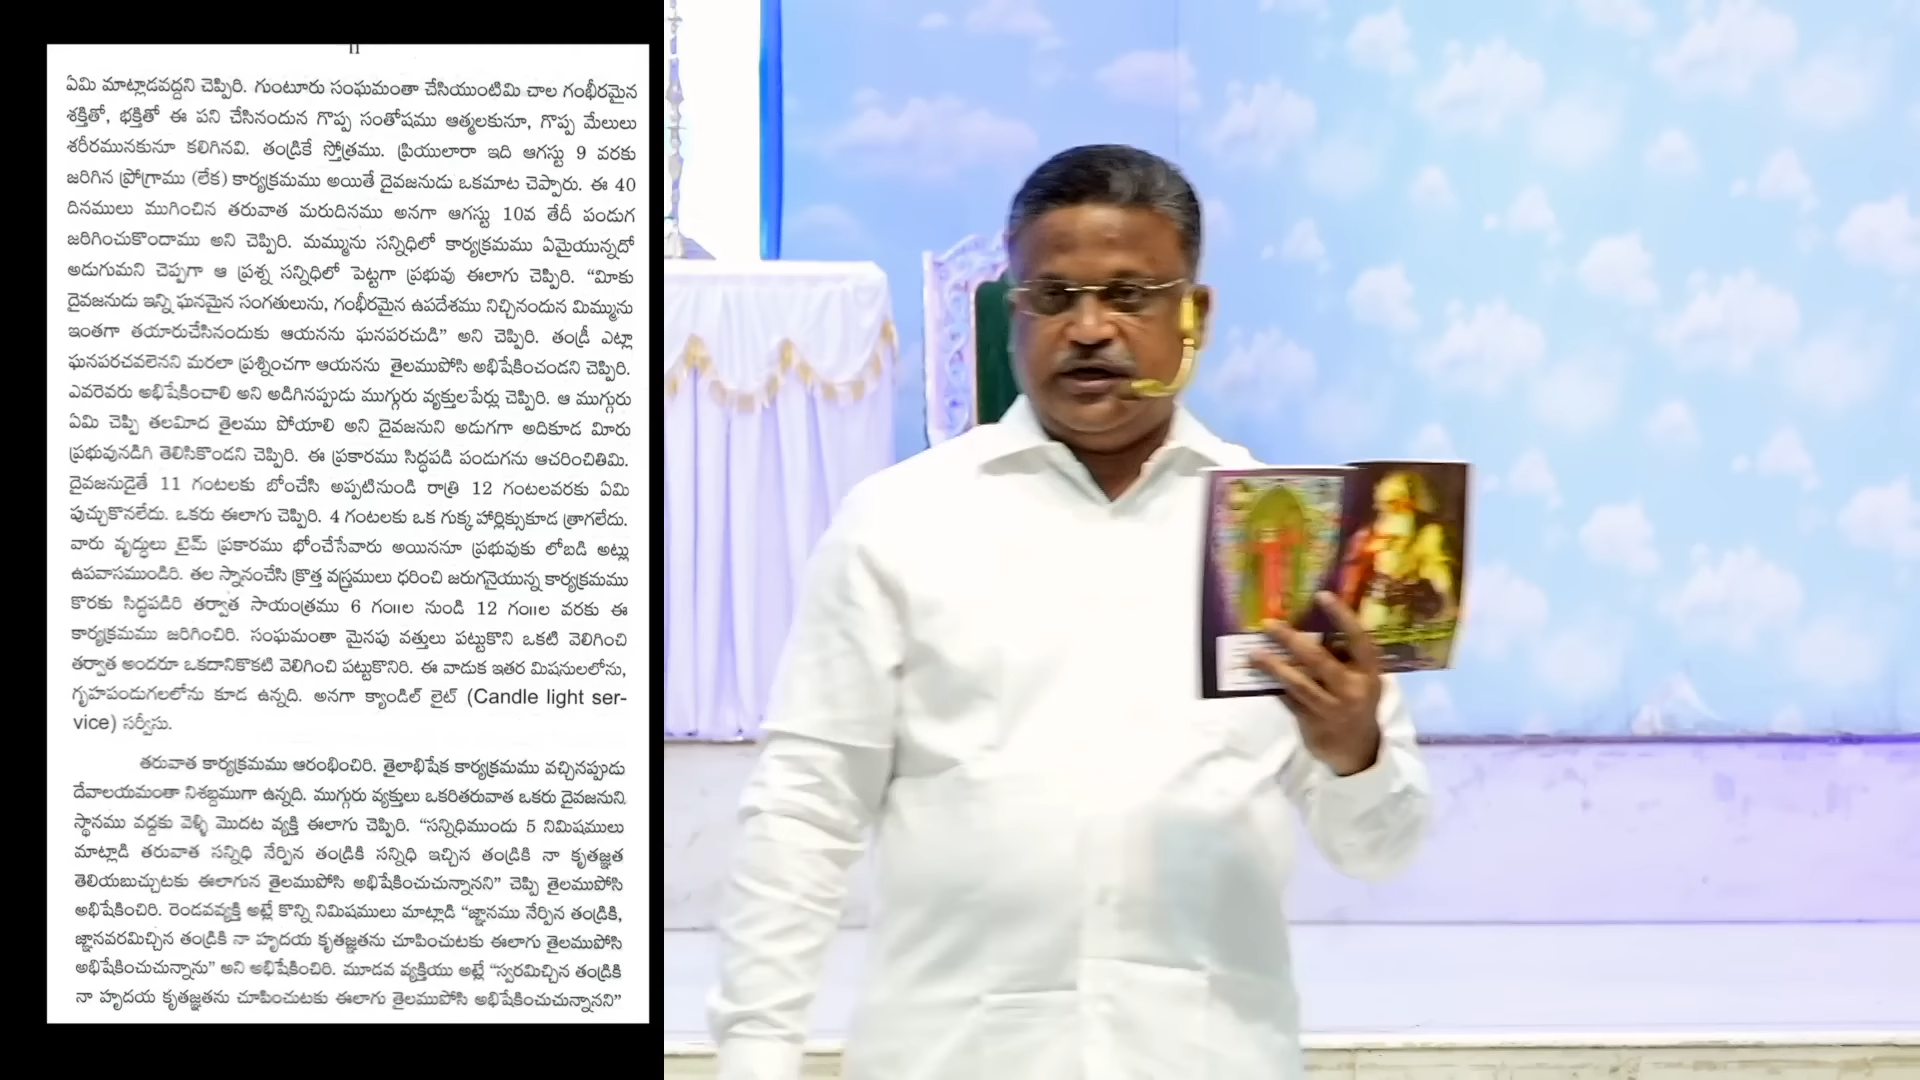 11
ఏమి మాట్లాడవద్దని చెప్పిరి. గుంటూరు సంఘమంతా చేసియుంటిమి చాల గంభీరమైన
శక్తితో, భక్తితో ఈ పని చేసినందున గొప్ప సంతోషము ఆత్మలకునూ, గొప్ప మేలులు
శరీరమునకునూ కలిగినవి. తండ్రికే స్తోత్రము. ప్రియులారా ఇది ఆగస్టు 9 వరకు
జరిగిన ప్రోగ్రాము (లేక) కార్యక్రమము అయితే దైవజనుడు ఒకమాట చెప్పారు. ఈ 40
దినములు ముగించిన తరువాత మరుదినము అనగా ఆగస్టు 10వ తేదీ పండుగ
జరిగించుకొందాము అని చెప్పిరి. మమ్మును సన్నిధిలో కార్యక్రమము ఏమైయున్నదో
అడుగుమని చెప్పగా ఆ ప్రశ్న సన్నిధిలో పెట్టగా ప్రభువు ఈలాగు చెప్పిరి. “మీకు
దైవజనుడు ఇన్ని ఘనమైన సంగతులును, గంభీరమైన ఉపదేశము నిచ్చినందున మిమ్మును
ఇంతగా తయారుచేసినందుకు ఆయనను ఘనపరచుడి” అని చెప్పిరి. తండ్రీ ఎట్లా
ఘనపరచవలెనని మరలా ప్రశ్నించగా ఆయనను తైలముపోసి అభిషేకించండని చెప్పిరి.
ఎవరెవరు అభిషేకించాలి అని అడిగినప్పుడు ముగ్గురు వ్యక్తులపేర్లు చెప్పిరి. ఆ ముగ్గురు
ఏమి చెప్పి తలమీద తైలము పోయాలి అని దైవజనుని అడుగగా అదికూడ మీరు
ప్రభువునడిగి తెలిసికొండని చెప్పిరి. ఈ ప్రకారము సిద్ధపడి పండుగను ఆచరించితిమి.
దైవజనుడైతే 11 గంటలకు బోంచేసి అప్పటినుండి రాత్రి 12 గంటలవరకు ఏమి
పుచ్చుకొనలేదు. ఒకరు ఈలాగు చెప్పిరి. 4 గంటలకు ఒక గుక్క హార్లిక్సుకూడ త్రాగలేదు.
వారు వృద్ధులు టైమ్ ప్రకారము భోంచేసేవారు అయిననూ ప్రభువుకు లోబడి అట్లు
ఉపవాసముండిరి. తల స్నానంచేసి క్రొత్త వస్త్రములు ధరించి జరుగనైయున్న కార్యక్రమము
కొరకు సిద్ధపడిరి తర్వాత సాయంత్రము 6 గంııల నుండి 12 గంııల వరకు ఈ
కార్యక్రమము జరిగించిరి. సంఘమంతా మైనపు వత్తులు పట్టుకొని ఒకటి వెలిగించి
తర్వాత అందరూ ఒకదానికొకటి వెలిగించి పట్టుకొనిరి. ఈ వాడుక ఇతర మిషనులలోను,
గృహపండుగలలోను కూడ ఉన్నది. అనగా క్యాండిల్ లైట్ (Candle light ser-
vice) సర్వీసు.
తరువాత కార్యక్రమము ఆరంభించిరి. తైలాభిషేక కార్యక్రమము వచ్చినప్పుడు
దేవాలయమంతా నిశబ్దముగా ఉన్నది. ముగ్గురు వ్యక్తులు ఒకరితరువాత ఒకరు దైవజనుని
స్థానము వద్దకు వెళ్ళి మొదట వ్యక్తి ఈలాగు చెప్పిరి. “సన్నిధిముందు 5 నిమిషములు
మాట్లాడి తరువాత సన్నిధి నేర్పిన తండ్రికి సన్నిధి ఇచ్చిన తండ్రికి నా కృతజ్ఞత
తెలియబుచ్చుటకు ఈలాగున తైలముపోసి అభిషేకించుచున్నానని” చెప్పి తైలముపోసి
అభిషేకించిరి. రెండవవ్యక్తి అట్లే కొన్ని నిమిషములు మాట్లాడి “జ్ఞానము నేర్పిన తండ్రికి,
జ్ఞానవరమిచ్చిన తండ్రికి నా హృదయ కృతజ్ఞతను చూపించుటకు ఈలాగు తైలముపోసి
అభిషేకించుచున్నాను” అని అభిషేకించిరి. మూడవ వ్యక్తియు అట్లే “స్వరమిచ్చిన తండ్రికి
నా హృదయ కృతజ్ఞతను చూపించుటకు ఈలాగు తైలముపోసి అభిషేకించుచున్నానని”